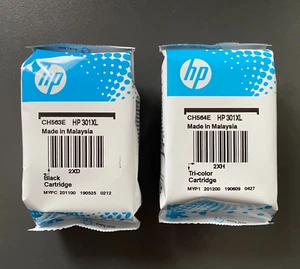 hp
CH563E HP 301XL
Made in Malaysia
2XD
Black
Cartridge
MYPC 201100 190525 0212
hp
CH564E HP 301XL
Made in Malaysia
2XH
Tri-color
Cartridge
MYP1 201200 190609 0427